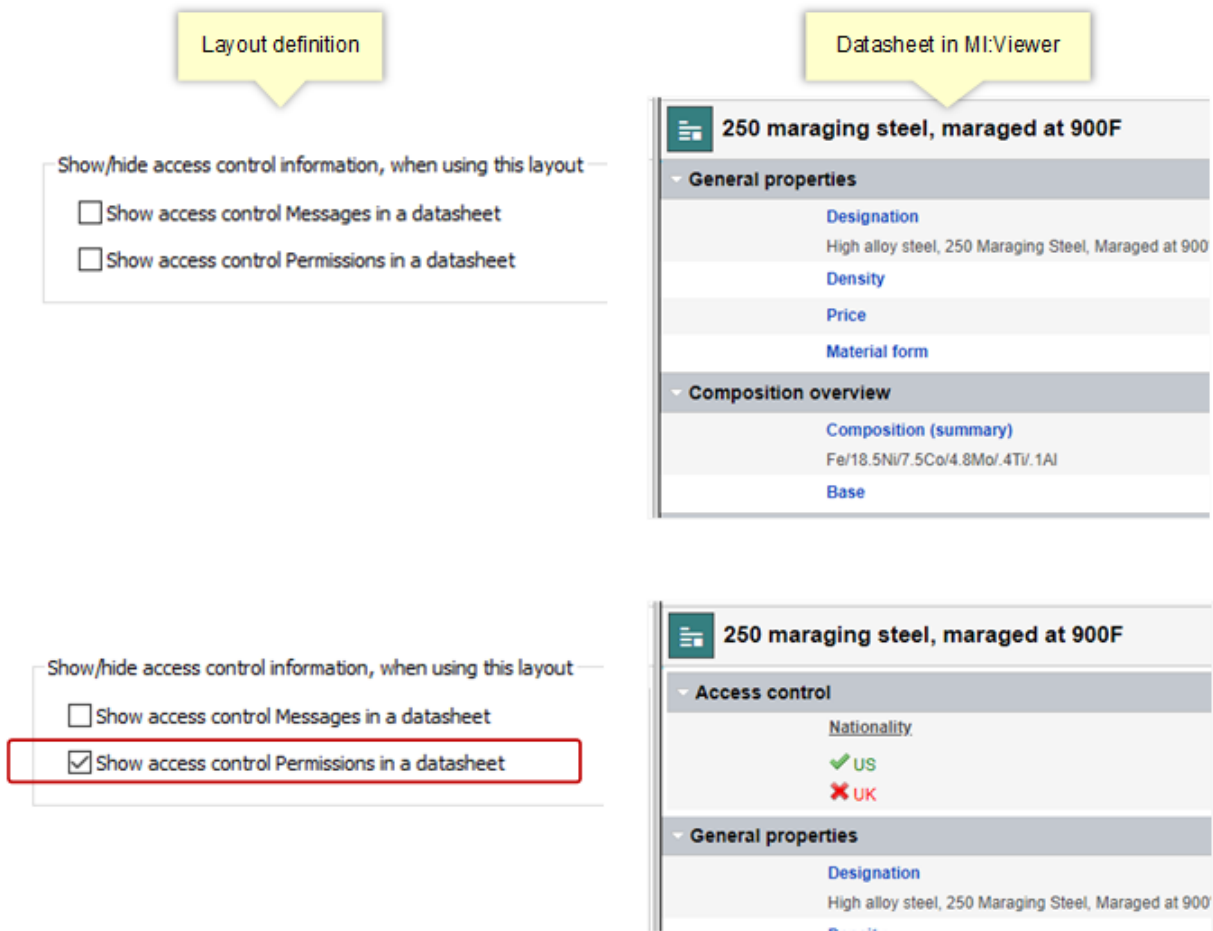 Layout definition
Datasheet in MI:Viewer
Show/hide access control information, when using this layout
Show access control Messages in a datasheet
Show access control Permissions in a datasheet
250 maraging steel, maraged at 900F
General properties
Designation
High alloy steel, 250 Maraging Steel, Maraged at 900
Density
Price
Material form
Composition overview
Composition (summary)
Fe/18.5Ni/7.5Co/4.8Mo/.4Ti/.1Al
Base
Show/hide access control information, when using this layout
Show access control Messages in a datasheet
Show access control Permissions in a datasheet
250 maraging steel, maraged at 900F
Access control
Nationality
US
UK
General properties
Designation
High alloy steel, 250 Maraging Steel, Maraged at 900